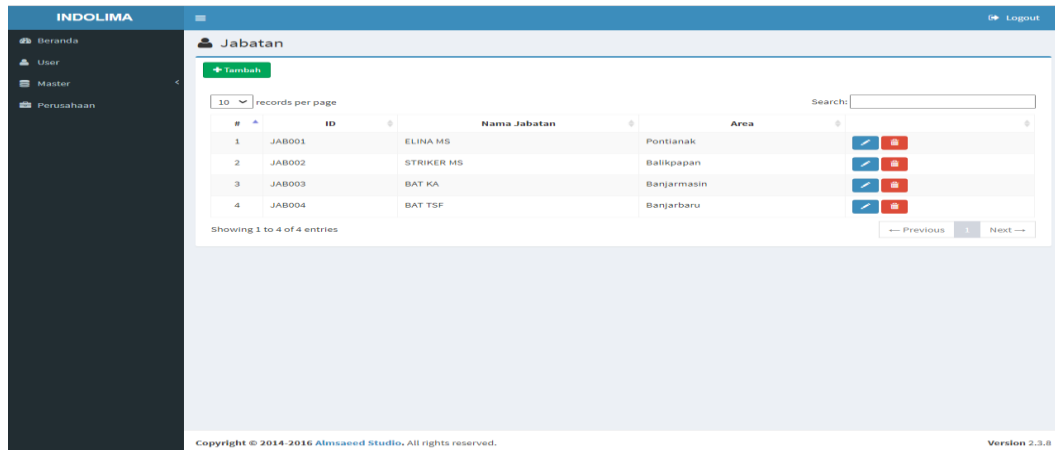 INDOLIMA
Logout
Beranda
User
Master
Perusahaan
Jabatan
Tambah
10 records per page Search:
# ID Nama Jabatan Area
1 JAB001 ELINA MS Pontianak
2 JAB002 STRIKER MS Balikpapan
3 JAB003 BAT KA Banjarmasin
4 JAB004 BAT TSF Banjarbaru
Showing 1 to 4 of 4 entries
← Previous 1 Next →
Copyright © 2014-2016 Almsaeed Studio. All rights reserved. Version 2.3.8